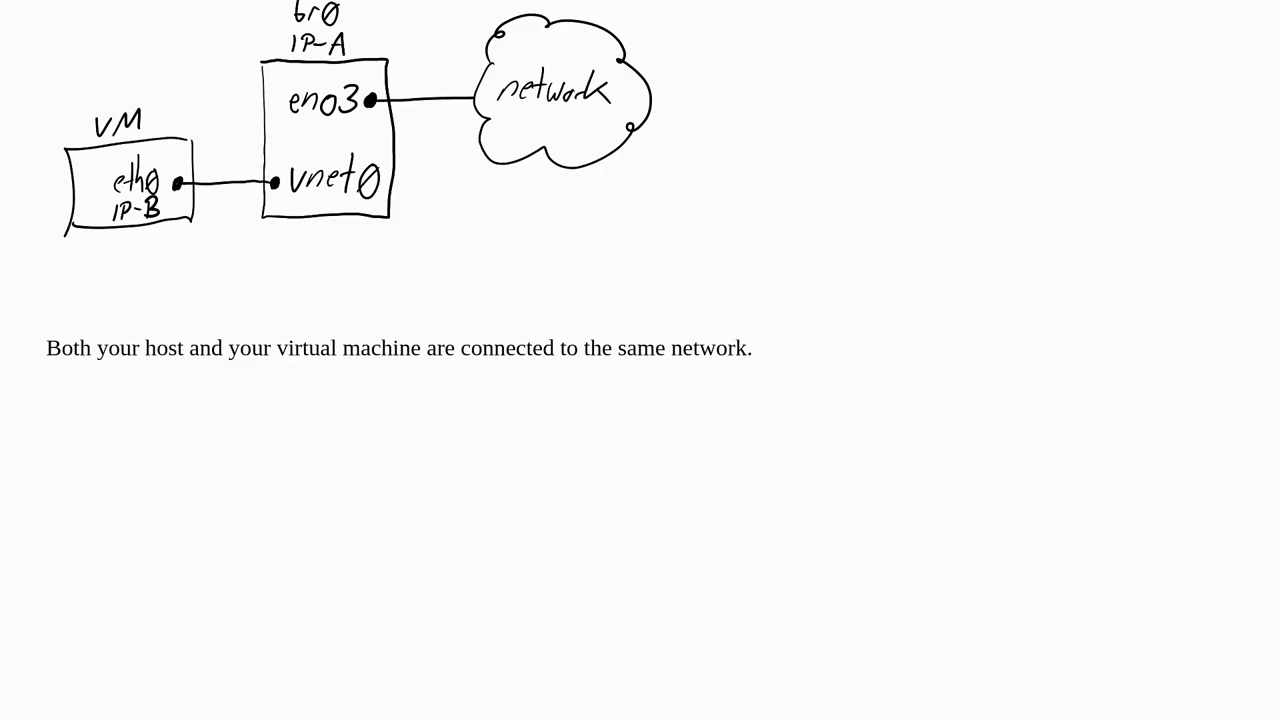 br0
IP-A
eno3
network
VM
eth0
vnet0
IP-B
Both your host and your virtual machine are connected to the same network.